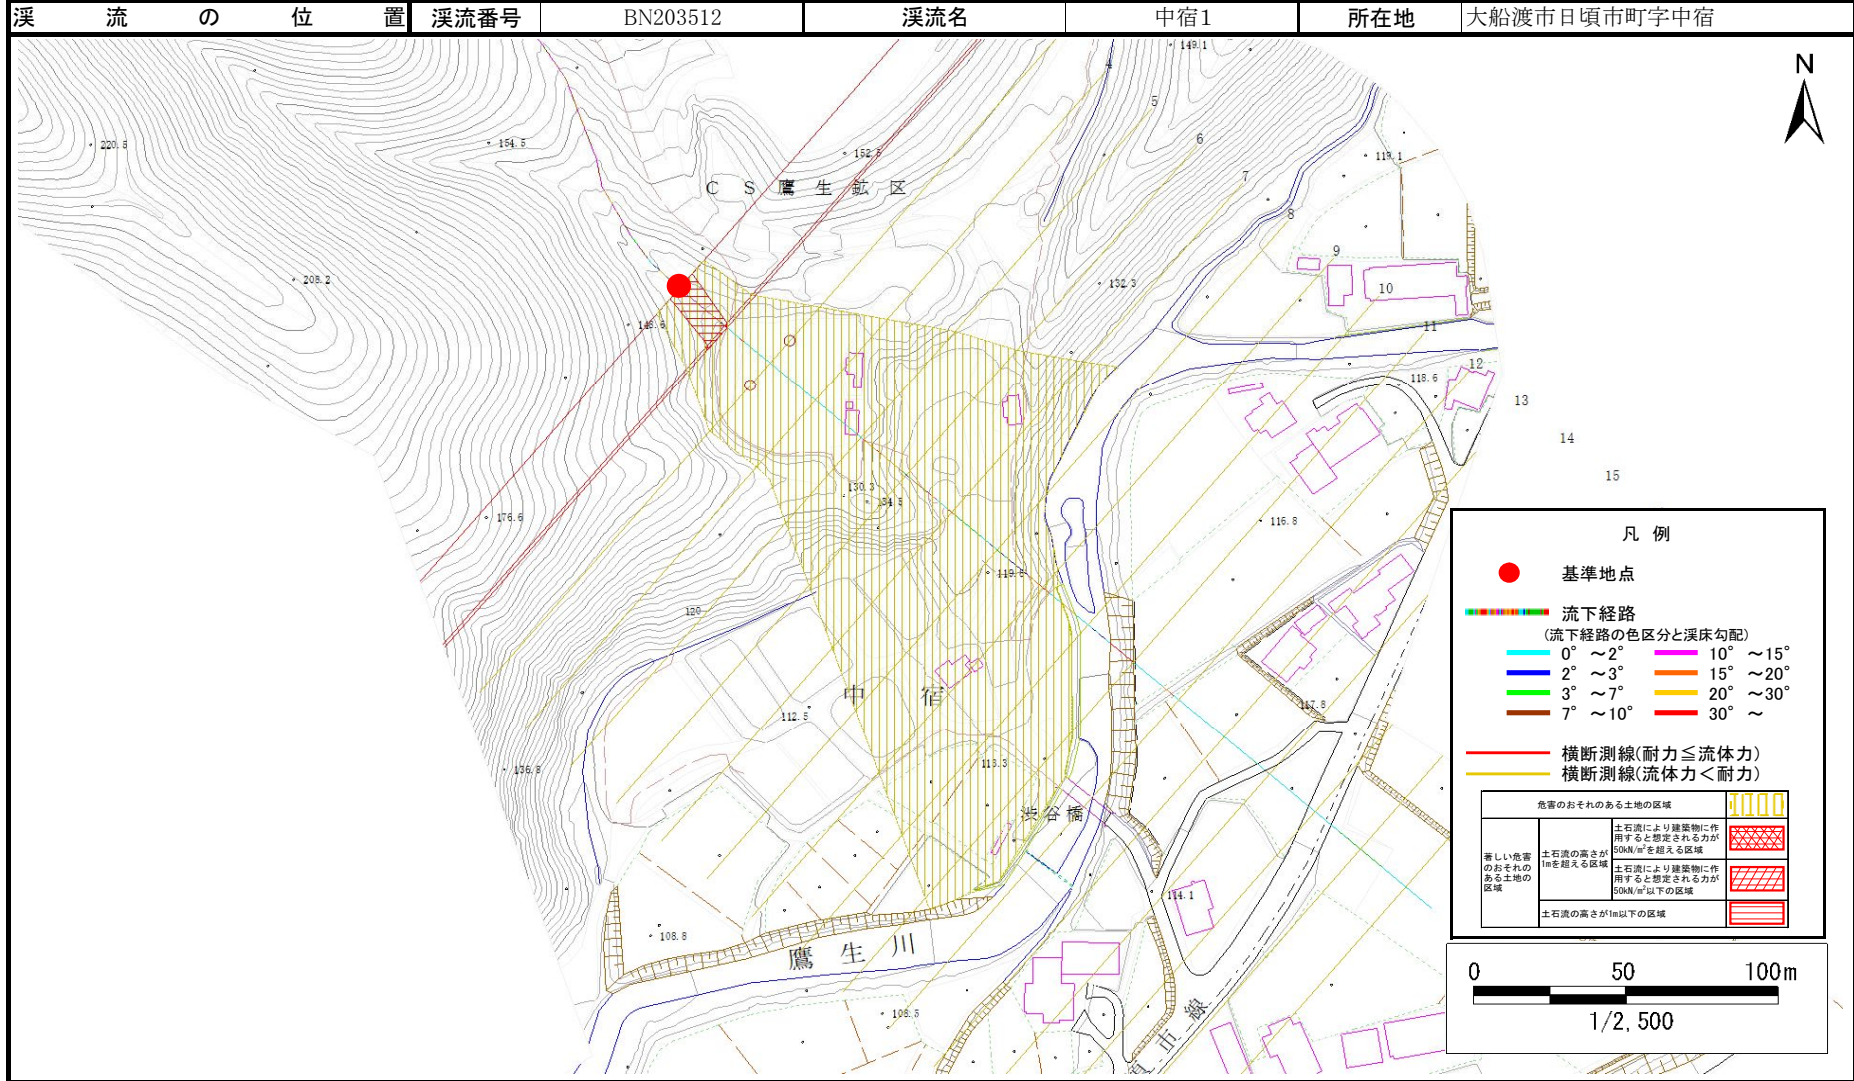 渓流の位置 渓流番号 BN203512 渓流名 中宿1 所在地 大船渡市日頃市町字中宿
N
149.1
4
5
6
7
8
9
10
11
12
13
14
15
220.5
154.5
152.6
119.1
CS鷹生鉱区
208.2
132.3
148.6
118.6
130.3
134.5
176.6
116.8
119.6
120
中宿
112.5
117.8
136.8
113.3
渋谷橋
114.1
108.8
鷹生川
108.5
市線
凡例
基準地点
流下経路
(流下経路の色区分と渓床勾配)
0° ~2° 10° ~15°
2° ~3° 15° ~20°
3° ~7° 20° ~30°
7° ~10° 30° ~
横断測線(耐力≦流体力)
横断測線(流体力<耐力)
危害のおそれのある土地の区域
著しい危害のおそれのある土地の区域
土石流の高さが1mを超える区域
土石流により建築物に作用すると想定される力が50kN/㎡を超える区域
土石流により建築物に作用すると想定される力が50kN/㎡以下の区域
土石流の高さが1m以下の区域
0 50 100m
1/2,500